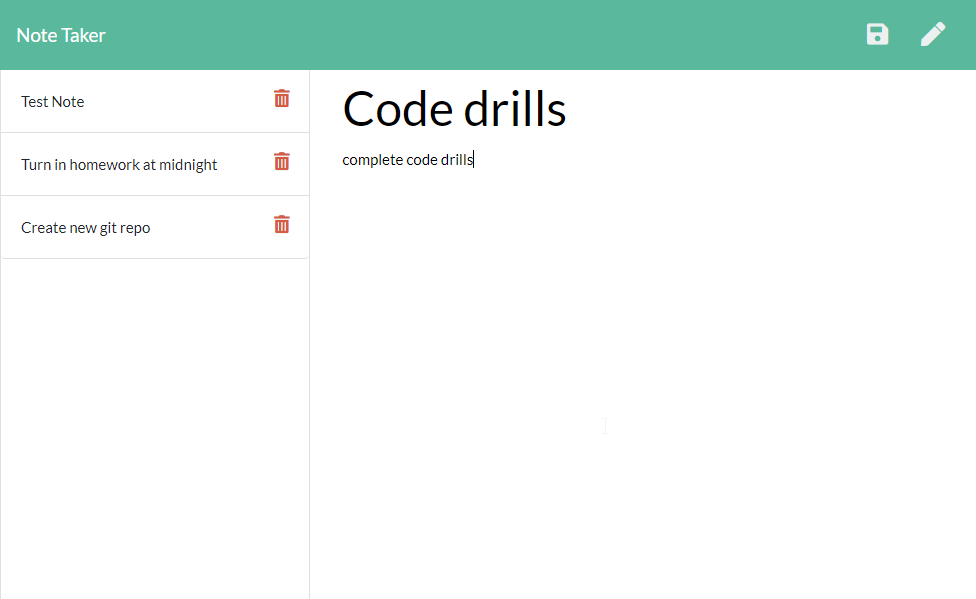 Note Taker
Test Note
Turn in homework at midnight
Create new git repo
Code drills
complete code drills